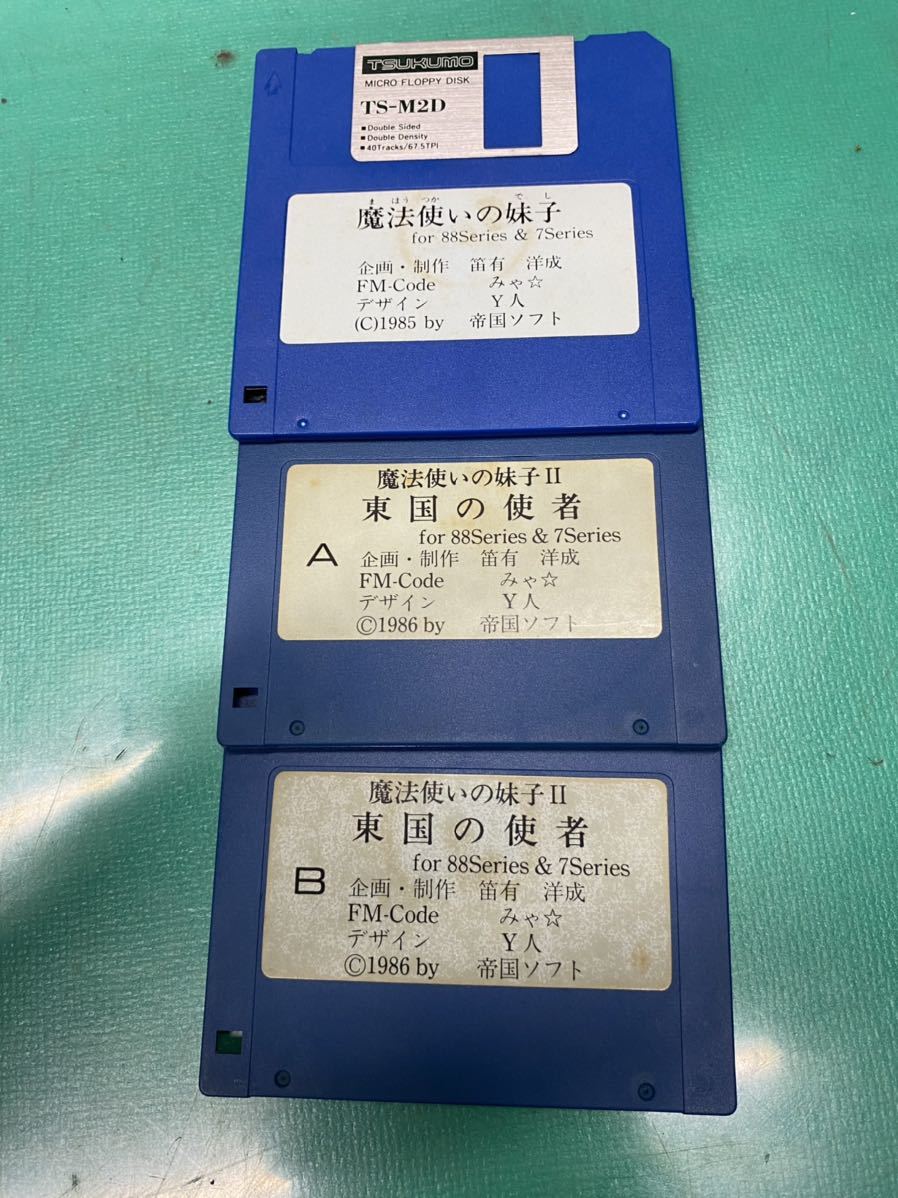 TSUKUMO
MICRO FLOPPY DISK
TS-M2D
■Double Sided
■Double Density
■40Tracks/67.5TPI
ま ほう つか で し
魔法使いの妹子
for 88Series & 7Series
企画・制作 笛有 洋成
FM-Code みゃ☆
デザイン Y人
(C)1985 by 帝国ソフト
魔法使いの妹子II
東国の使者
for 88Series & 7Series
A
企画・制作 笛有 洋成
FM-Code みゃ☆
デザイン Y人
©1986 by 帝国ソフト
魔法使いの妹子II
東国の使者
for 88Series & 7Series
B
企画・制作 笛有 洋成
FM-Code みゃ☆
デザイン Y人
©1986 by 帝国ソフト